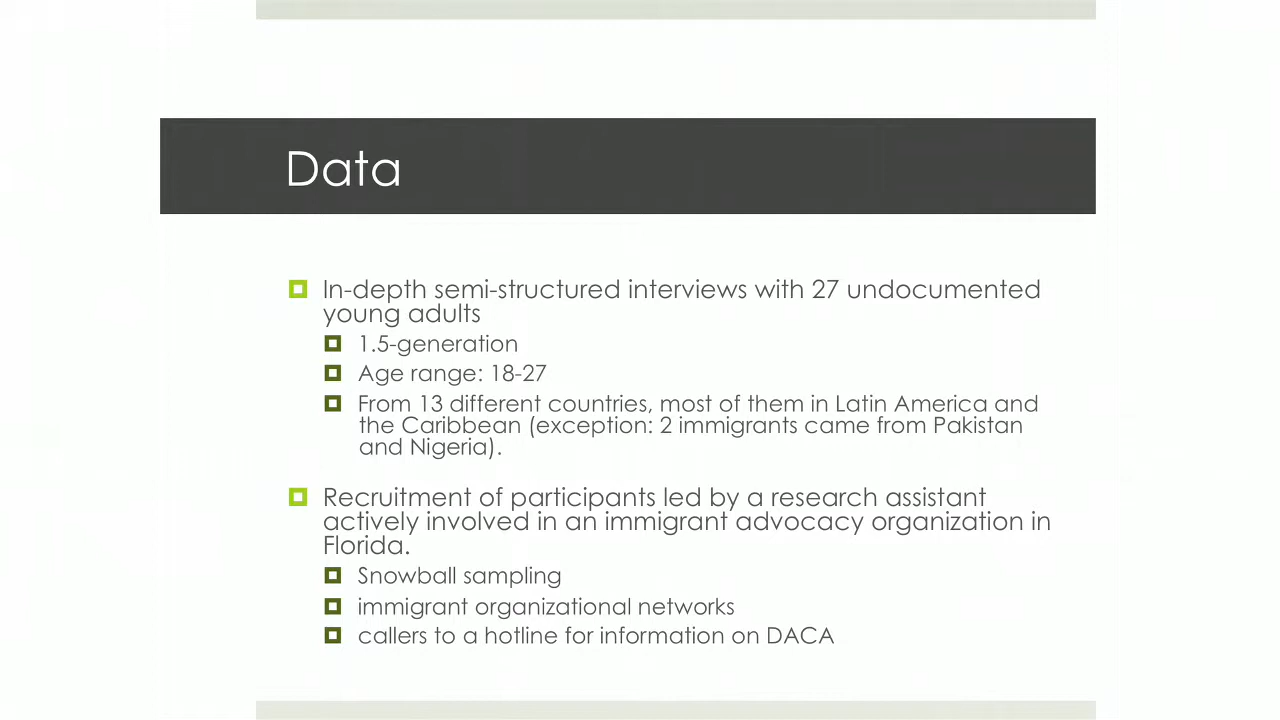 Data
In-depth semi-structured interviews with 27 undocumented
young adults
1.5-generation
Age range: 18-27
From 13 different countries, most of them in Latin America and
the Caribbean (exception: 2 immigrants came from Pakistan
and Nigeria).
Recruitment of participants led by a research assistant
actively involved in an immigrant advocacy organization in
Florida.
Snowball sampling
immigrant organizational networks
callers to a hotline for information on DACA